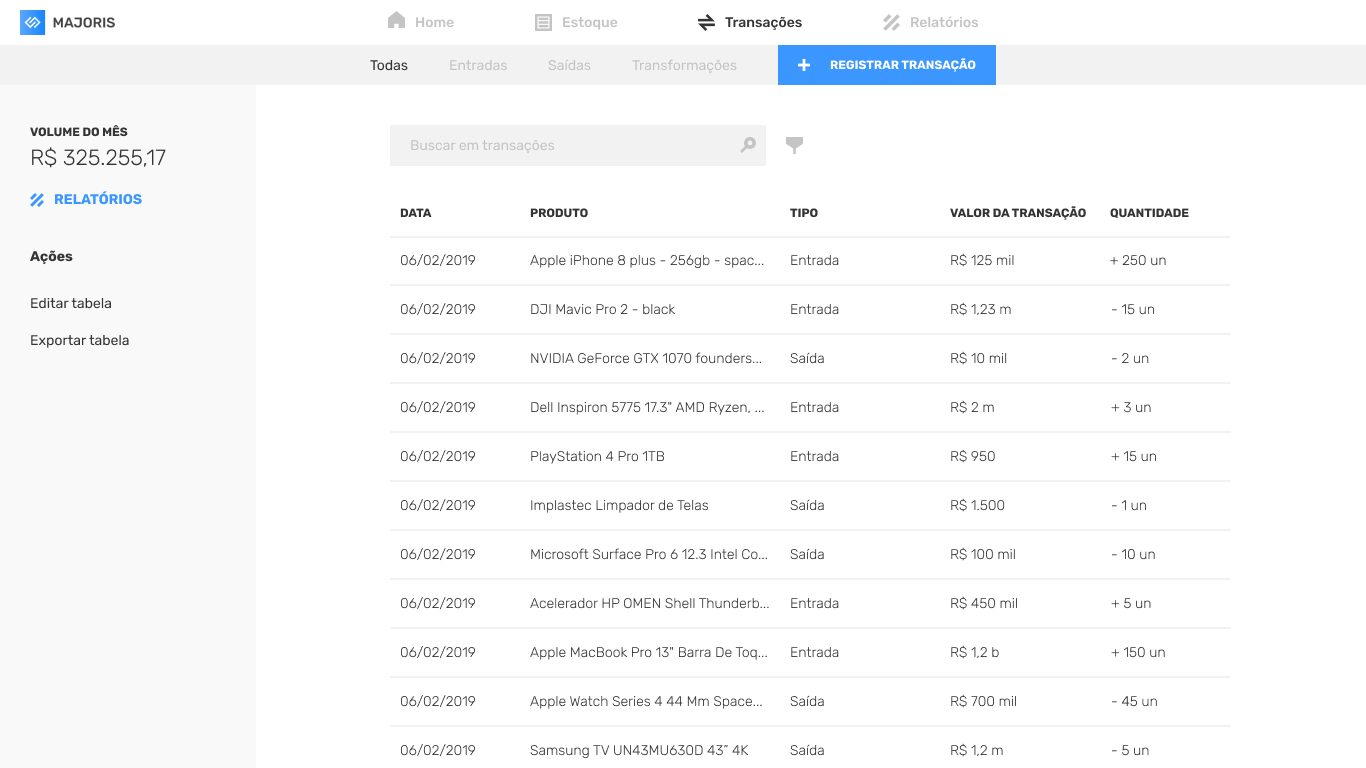 MAJORIS
Home Estoque Transações Relatórios
Todas Entradas Saídas Transformações REGISTRAR TRANSAÇÃO
VOLUME DO MÊS
R$ 325.255,17
RELATÓRIOS
Ações
Editar tabela
Exportar tabela
Buscar em transações
DATA PRODUTO TIPO VALOR DA TRANSAÇÃO QUANTIDADE
06/02/2019 Apple iPhone 8 plus - 256gb - spac... Entrada R$ 125 mil + 250 un
06/02/2019 DJI Mavic Pro 2 - black Entrada R$ 1,23 m - 15 un
06/02/2019 NVIDIA GeForce GTX 1070 founders... Saída R$ 10 mil - 2 un
06/02/2019 Dell Inspiron 5775 17.3" AMD Ryzen, ... Entrada R$ 2 m + 3 un
06/02/2019 PlayStation 4 Pro 1TB Entrada R$ 950 + 15 un
06/02/2019 Implastec Limpador de Telas Saída R$ 1.500 - 1 un
06/02/2019 Microsoft Surface Pro 6 12.3 Intel Co... Saída R$ 100 mil - 10 un
06/02/2019 Acelerador HP OMEN Shell Thunderb... Entrada R$ 450 mil + 5 un
06/02/2019 Apple MacBook Pro 13" Barra De Toq... Entrada R$ 1,2 b + 150 un
06/02/2019 Apple Watch Series 4 44 Mm Space... Saída R$ 700 mil - 45 un
06/02/2019 Samsung TV UN43MU630D 43” 4K Saída R$ 1,2 m - 5 un